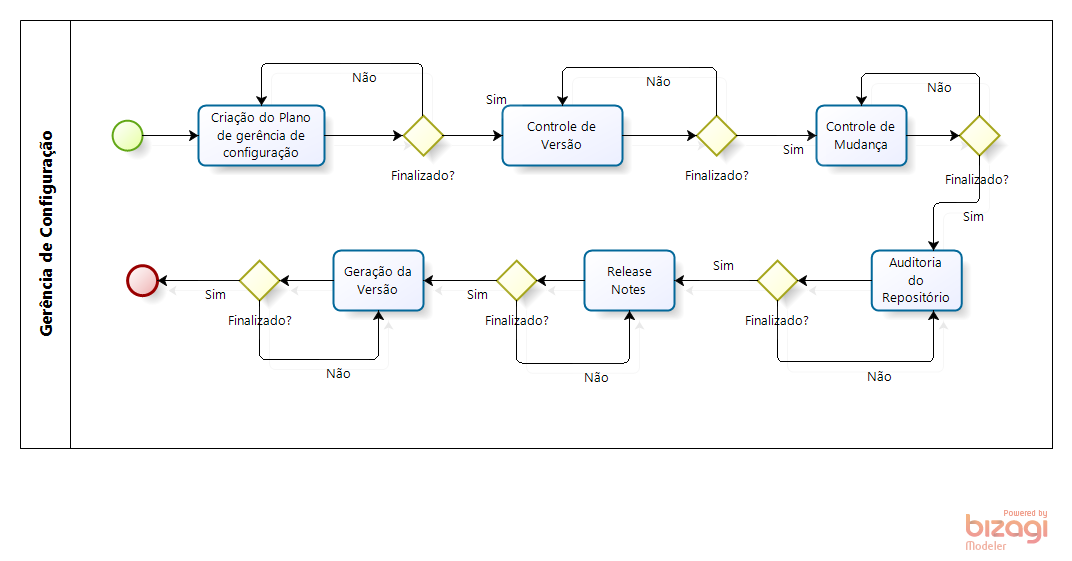 Gerência de Configuração
Não
Não
Não
Criação do Plano
de gerência de
configuração
Sim
Controle de
Versão
Sim
Controle de
Mudança
Finalizado?
Finalizado?
Finalizado?
Sim
Sim
Finalizado?
Não
Geração da
Versão
Sim
Finalizado?
Não
Release
Notes
Sim
Finalizado?
Não
Auditoria
do
Repositório
Powered by
bizagi
Modeler